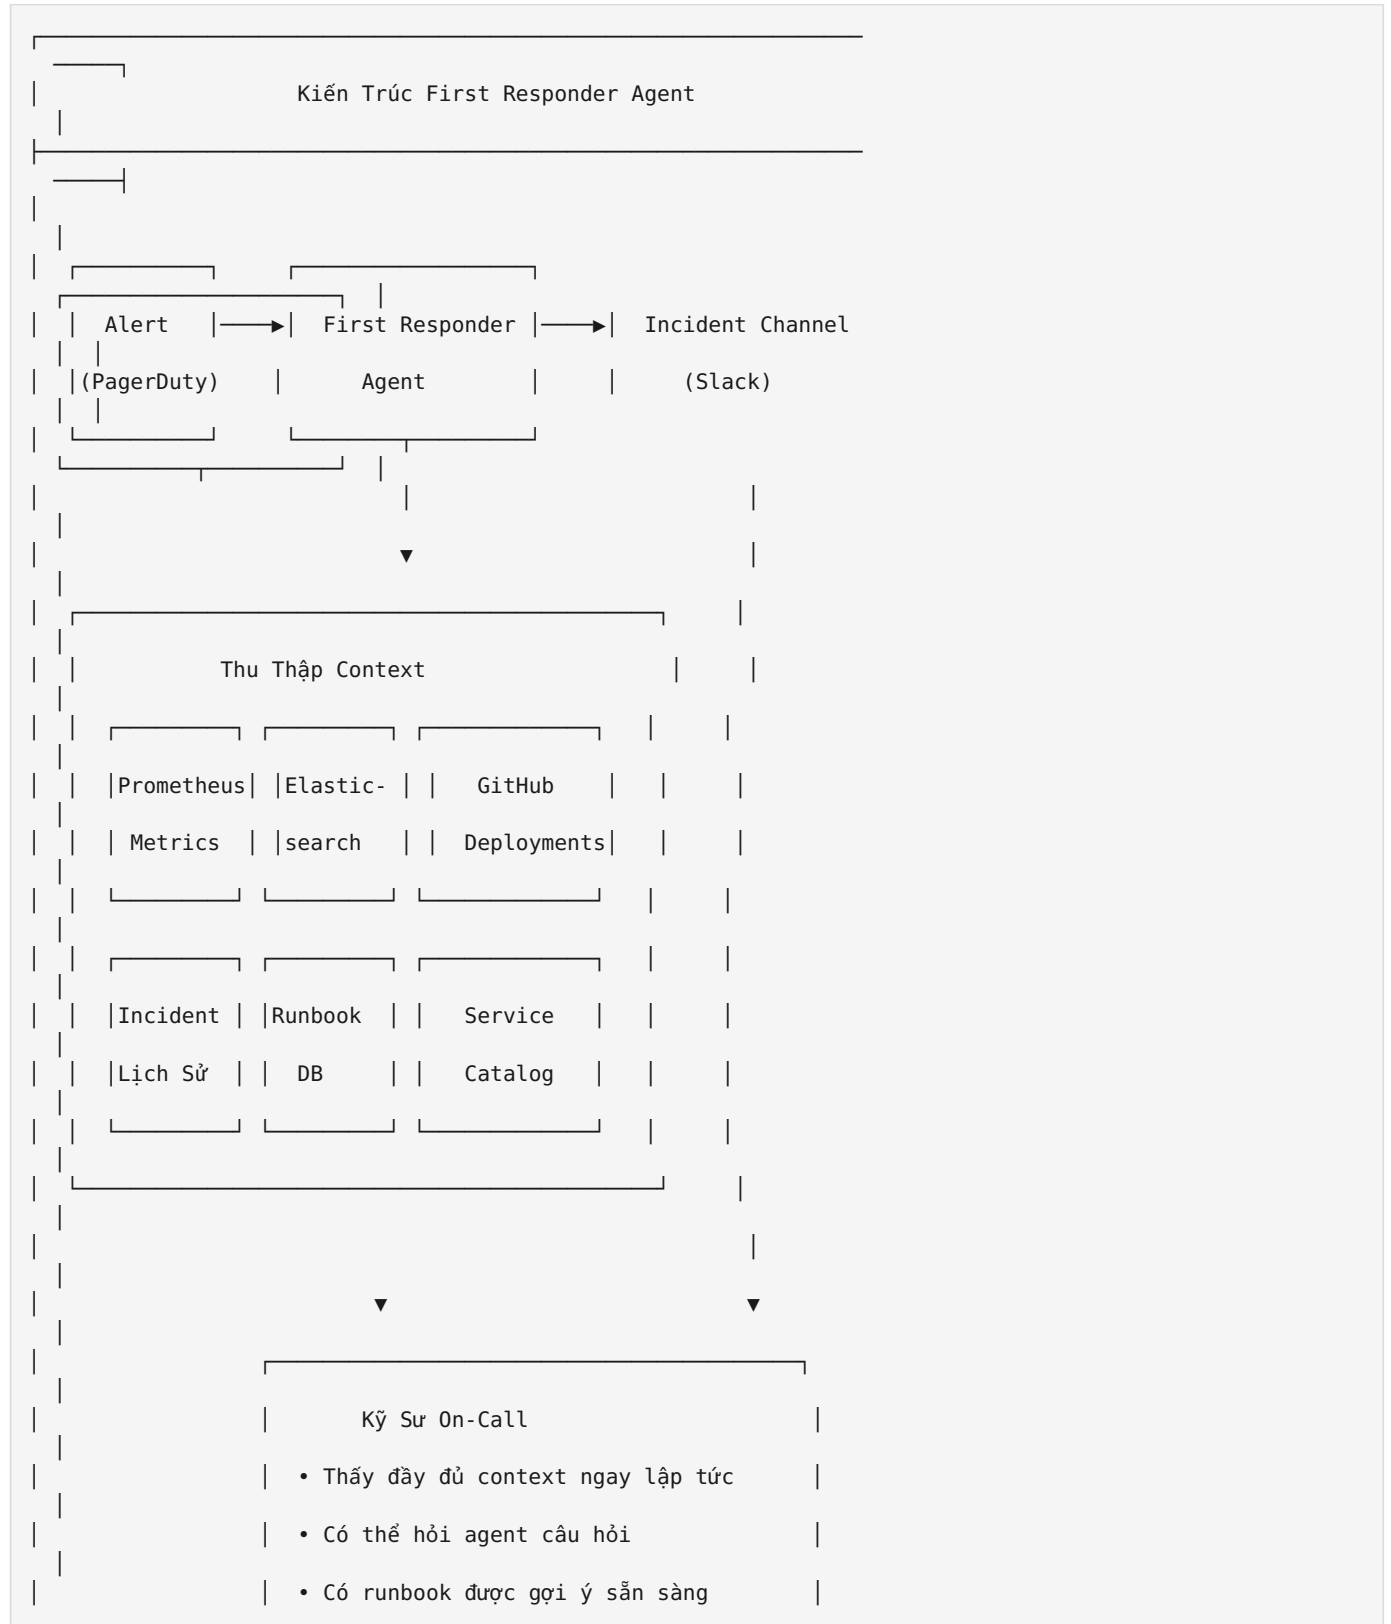 Kiến Trúc First Responder Agent
Alert First Responder Incident Channel
(PagerDuty) Agent (Slack)
Thu Thập Context
Prometheus Elastic- GitHub
Metrics search Deployments
Incident Runbook Service
Lịch Sử DB Catalog
Kỹ Sư On-Call
• Thấy đầy đủ context ngay lập tức
• Có thể hỏi agent câu hỏi
• Có runbook được gợi ý sẵn sàng